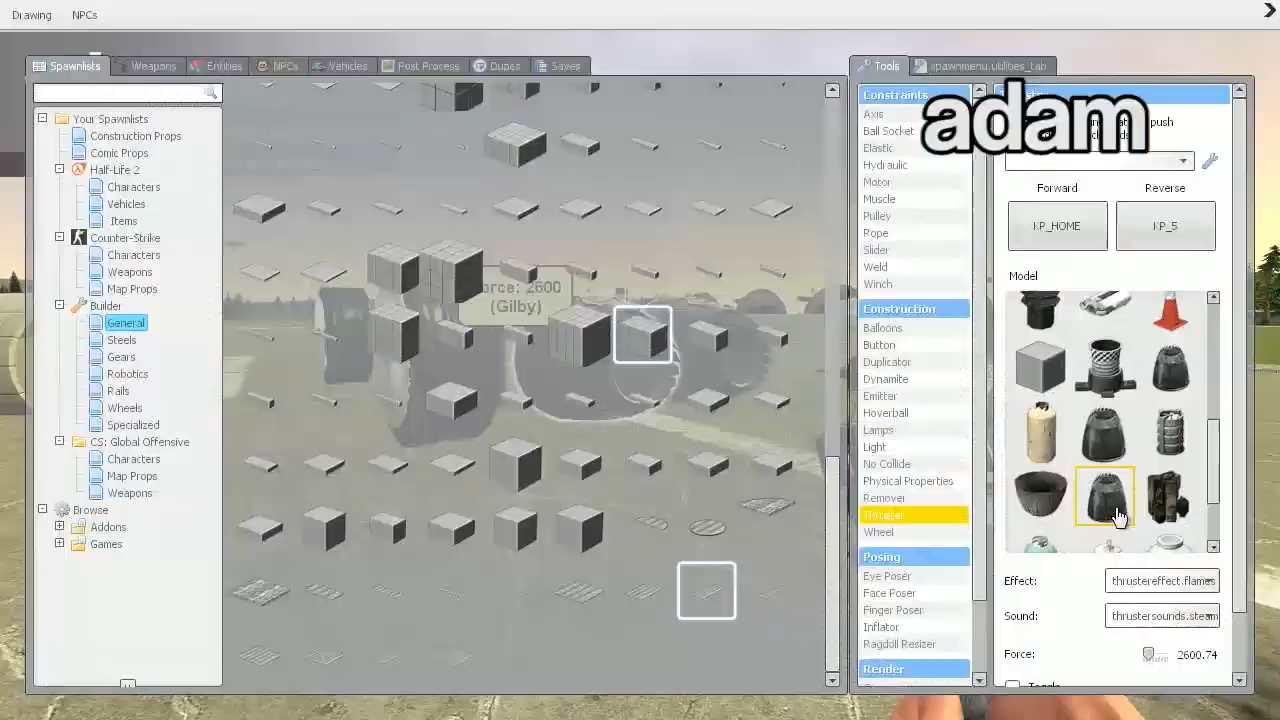 Drawing NPCs
Spawnlists Weapons Entities NPCs Vehicles Post Process Dupes Saves
Tools spawnmenu.utilities_tab
adam
Your Spawnlists
Construction Props
Comic Props
Half-Life 2
Characters
Vehicles
Items
Counter-Strike
Characters
Weapons
Map Props
Builder
General
Steels
Gears
Robotics
Rails
Wheels
Specialized
CS: Global Offensive
Characters
Map Props
Weapons
Browse
Addons
Games
orce: 2600
(Gilby)
Constraints
Axis
Ball Socket
Elastic
Hydraulic
Motor
Muscle
Pulley
Rope
Slider
Weld
Winch
Construction
Balloons
Button
Duplicator
Dynamite
Emitter
Hoverball
Lamps
Light
No Collide
Physical Properties
Remover
Thruster
Wheel
Posing
Eye Poser
Face Poser
Finger Poser
Inflator
Ragdoll Resizer
Render
push
Forward Reverse
KP_HOME KP_5
Model
Effect: thrustereffect.flames
Sound: thrustersounds.steam
Force: 2600.74
Toggle